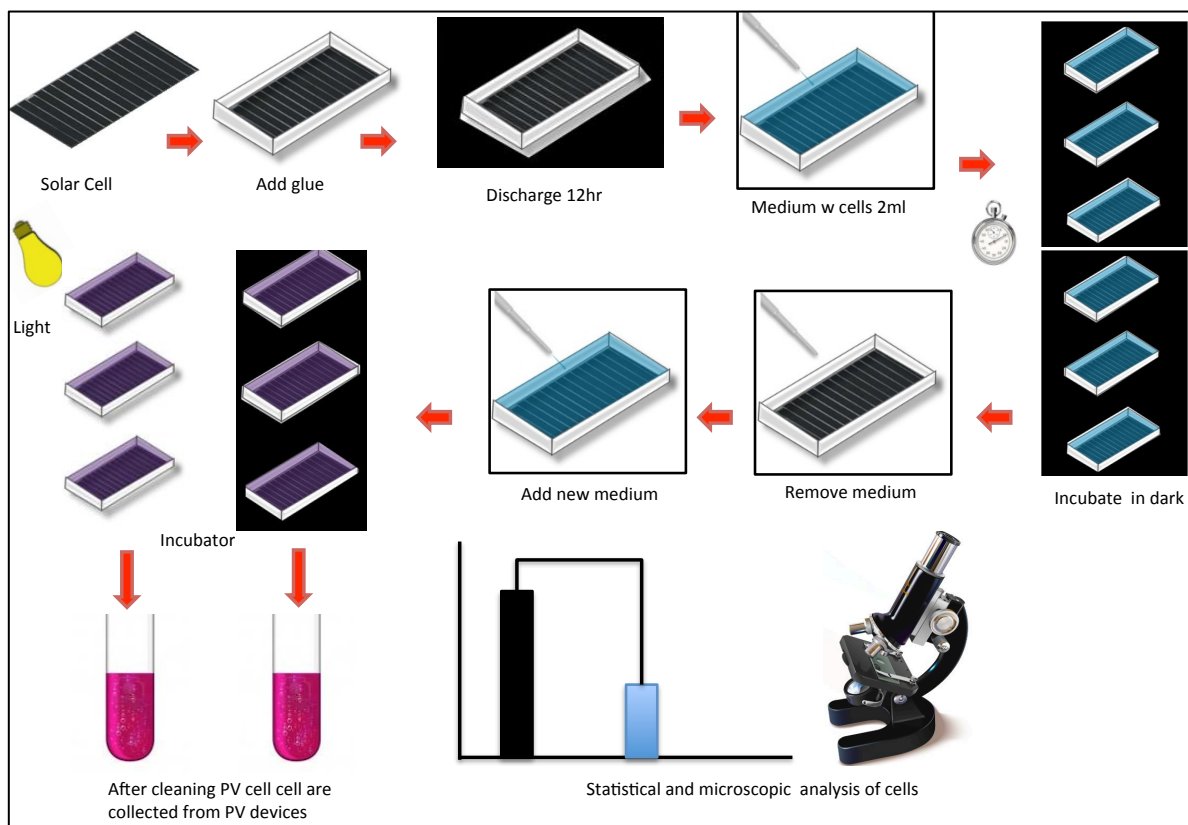 Solar Cell
Add glue
Discharge 12hr
Medium w cells 2ml
Light
Incubator
Add new medium
Remove medium
Incubate in dark
After cleaning PV cell cell are
collected from PV devices
Statistical and microscopic analysis of cells